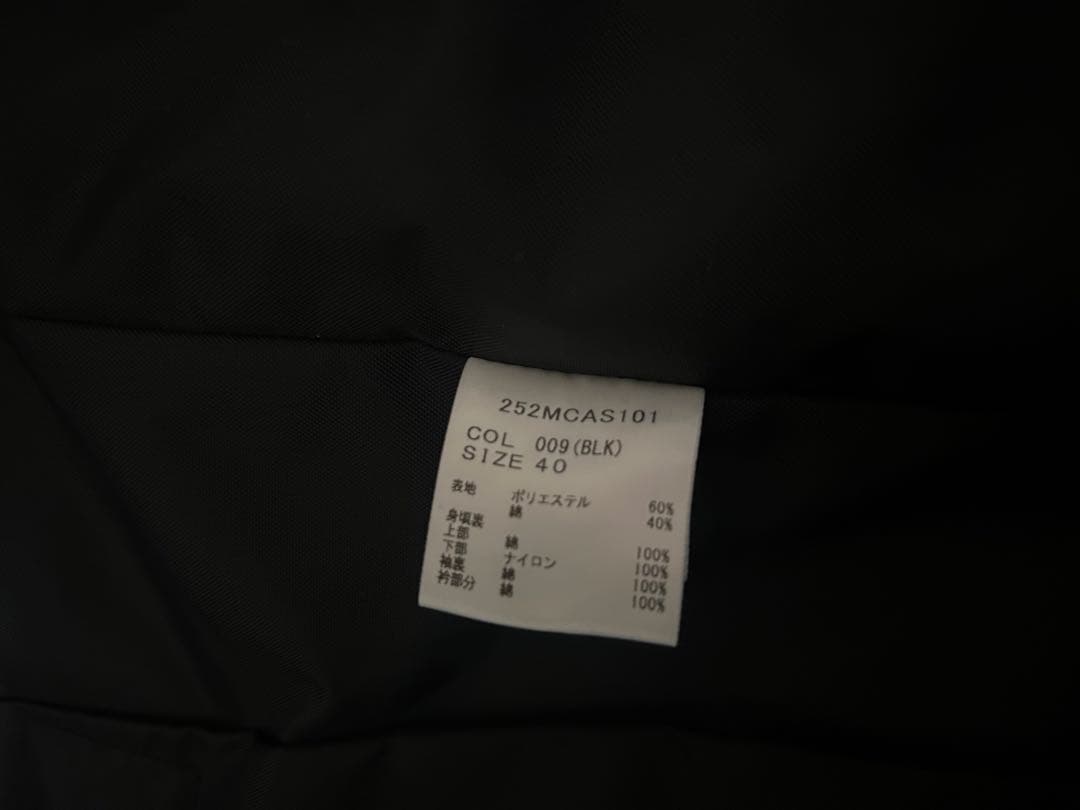 252MCAS101
COL 009(BLK)
SIZE 40
表地 ポリエステル 60%
綿 40%
身頃裏
上部 綿 100%
下部 ナイロン 100%
袖裏 綿 100%
衿部分 綿 100%